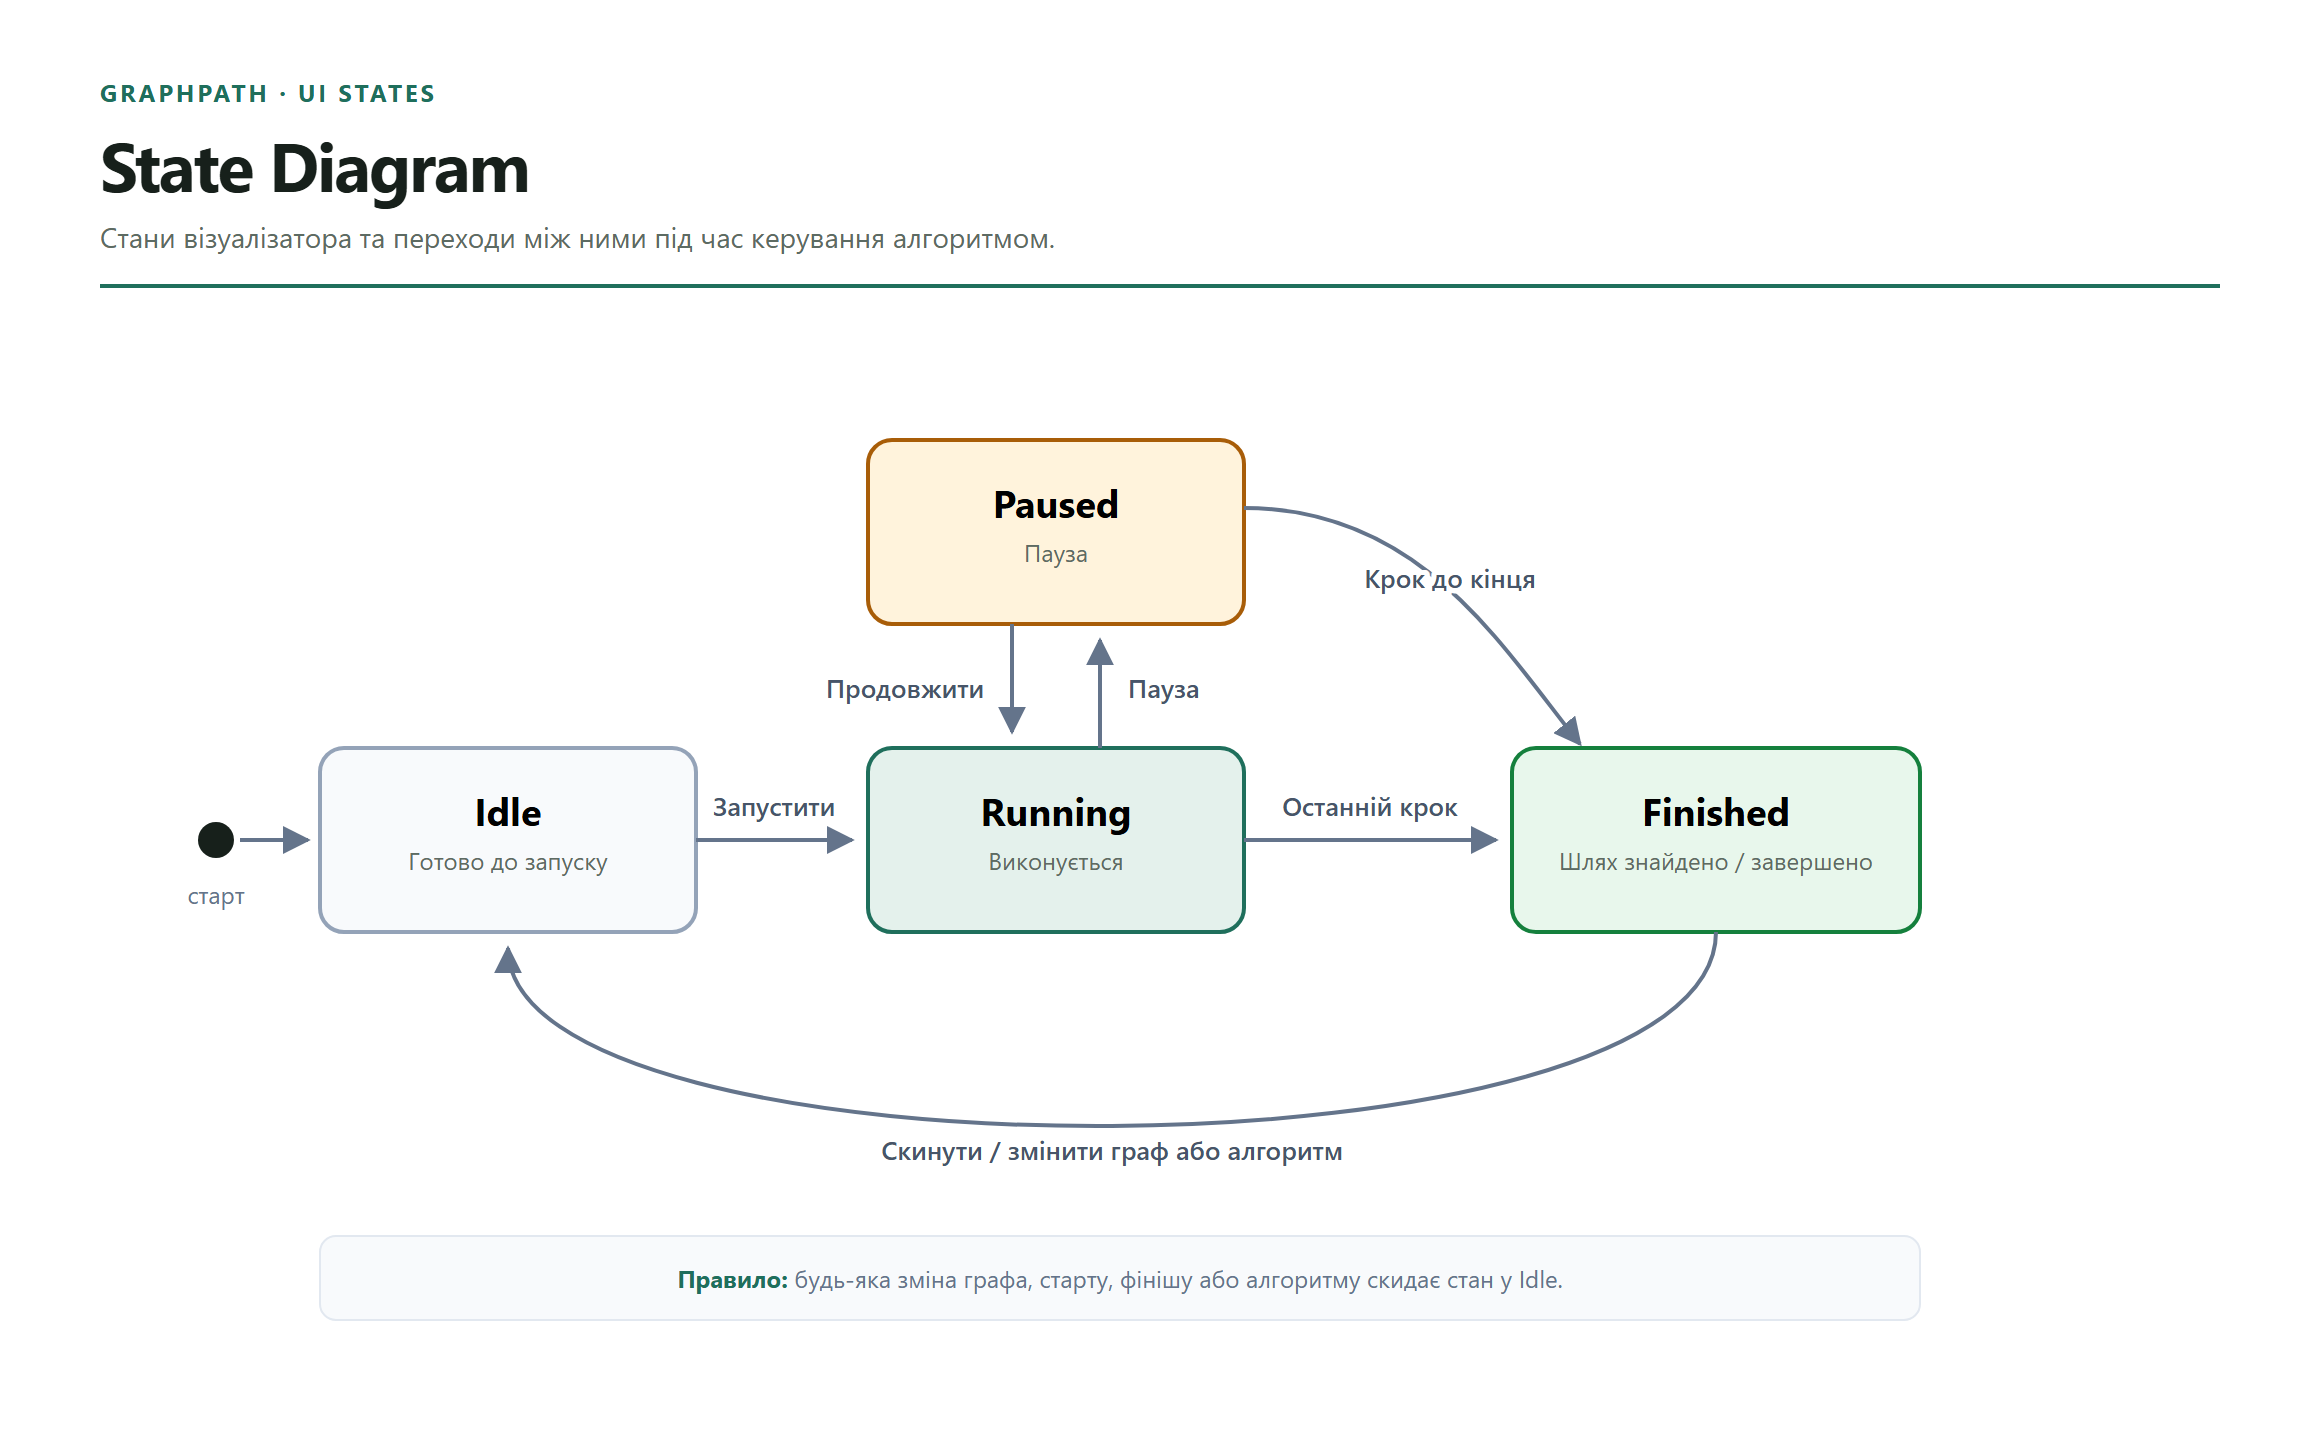 GRAPHPATH · UI STATES
State Diagram
Стани візуалізатора та переходи між ними під час керування алгоритмом.
Paused
Пауза
Крок до кінця
Продовжити
Пауза
старт
Idle
Готово до запуску
Запустити
Running
Виконується
Останній крок
Finished
Шлях знайдено / завершено
Скинути / змінити граф або алгоритм
Правило: будь-яка зміна графа, старту, фінішу або алгоритму скидає стан у Idle.